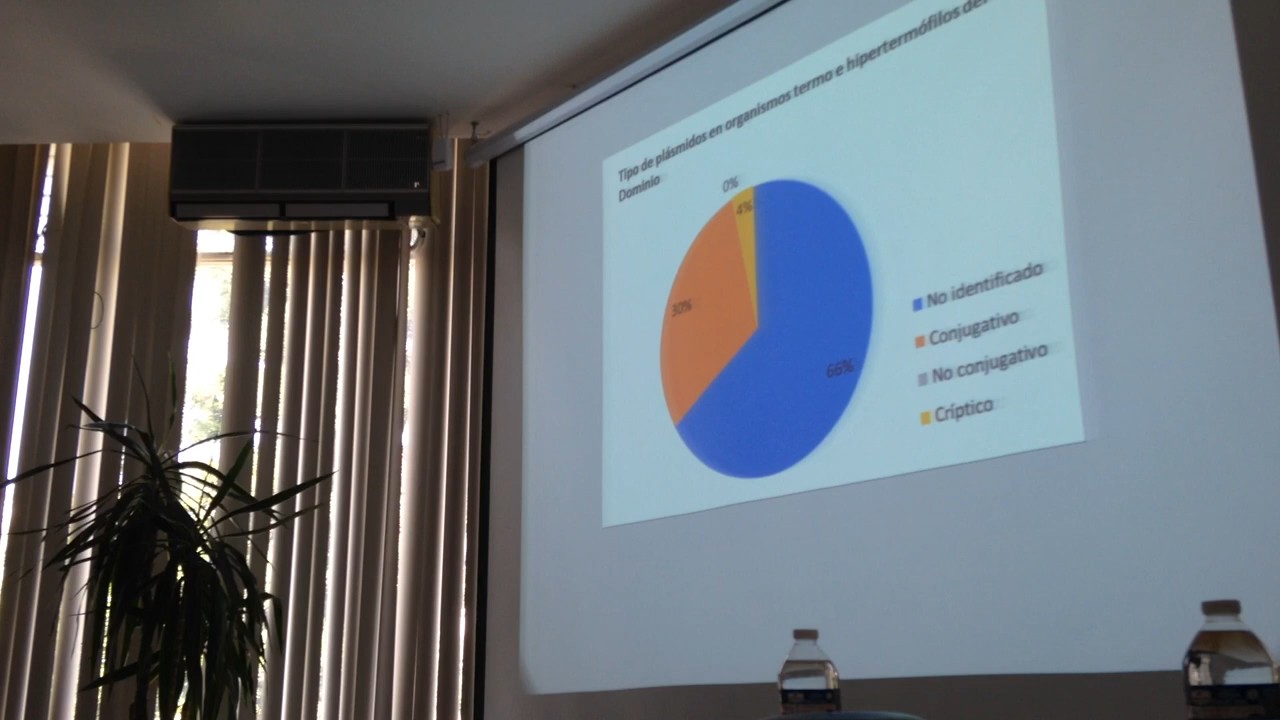 Tipo de plásmidos en organismos termo e hipertermófilos del
Dominio
0%
4%
30%
66%
No identificado
Conjugativo
No conjugativo
Críptico